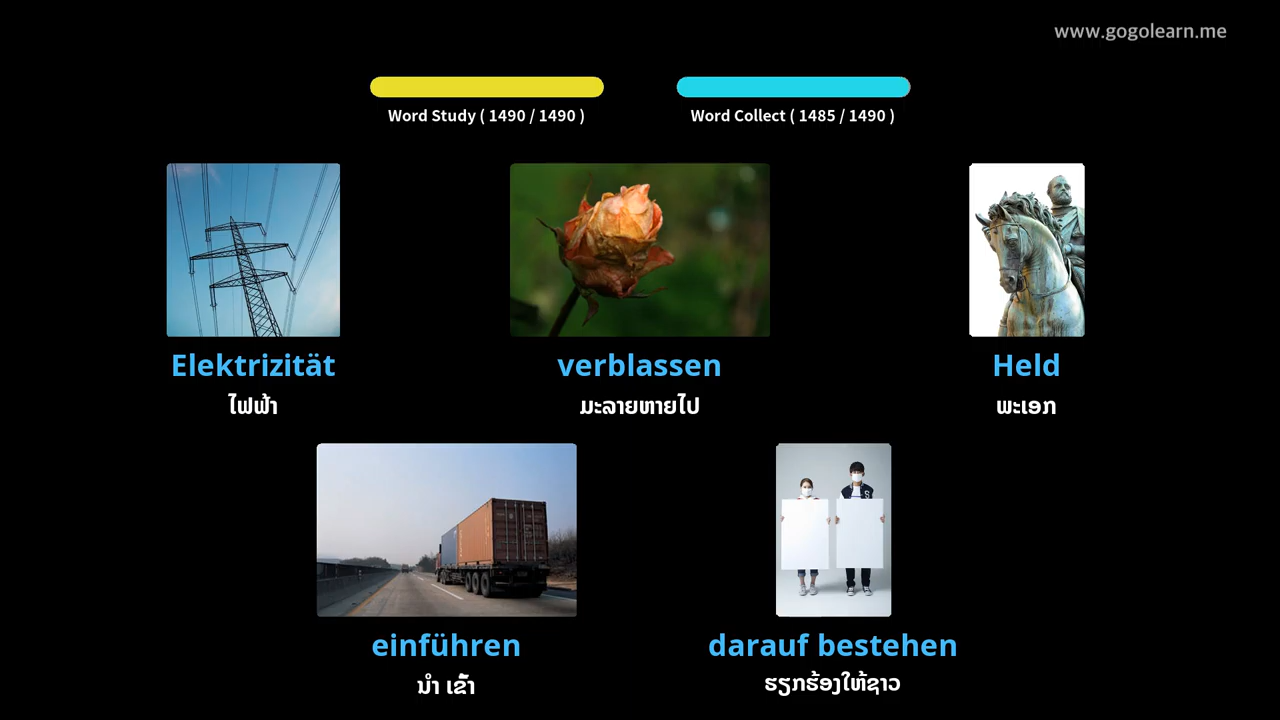 www.gogolearn.me
Word Study ( 1490 / 1490 )
Word Collect ( 1485 / 1490 )
Elektrizität
ໄຟຟ້າ
verblassen
ມະລາຍຫາຍໄປ
Held
ພະເອກ
einführen
ນຳ ເຂົ້າ
darauf bestehen
ຮຽກຮ້ອງໃຫ້ຊາວ